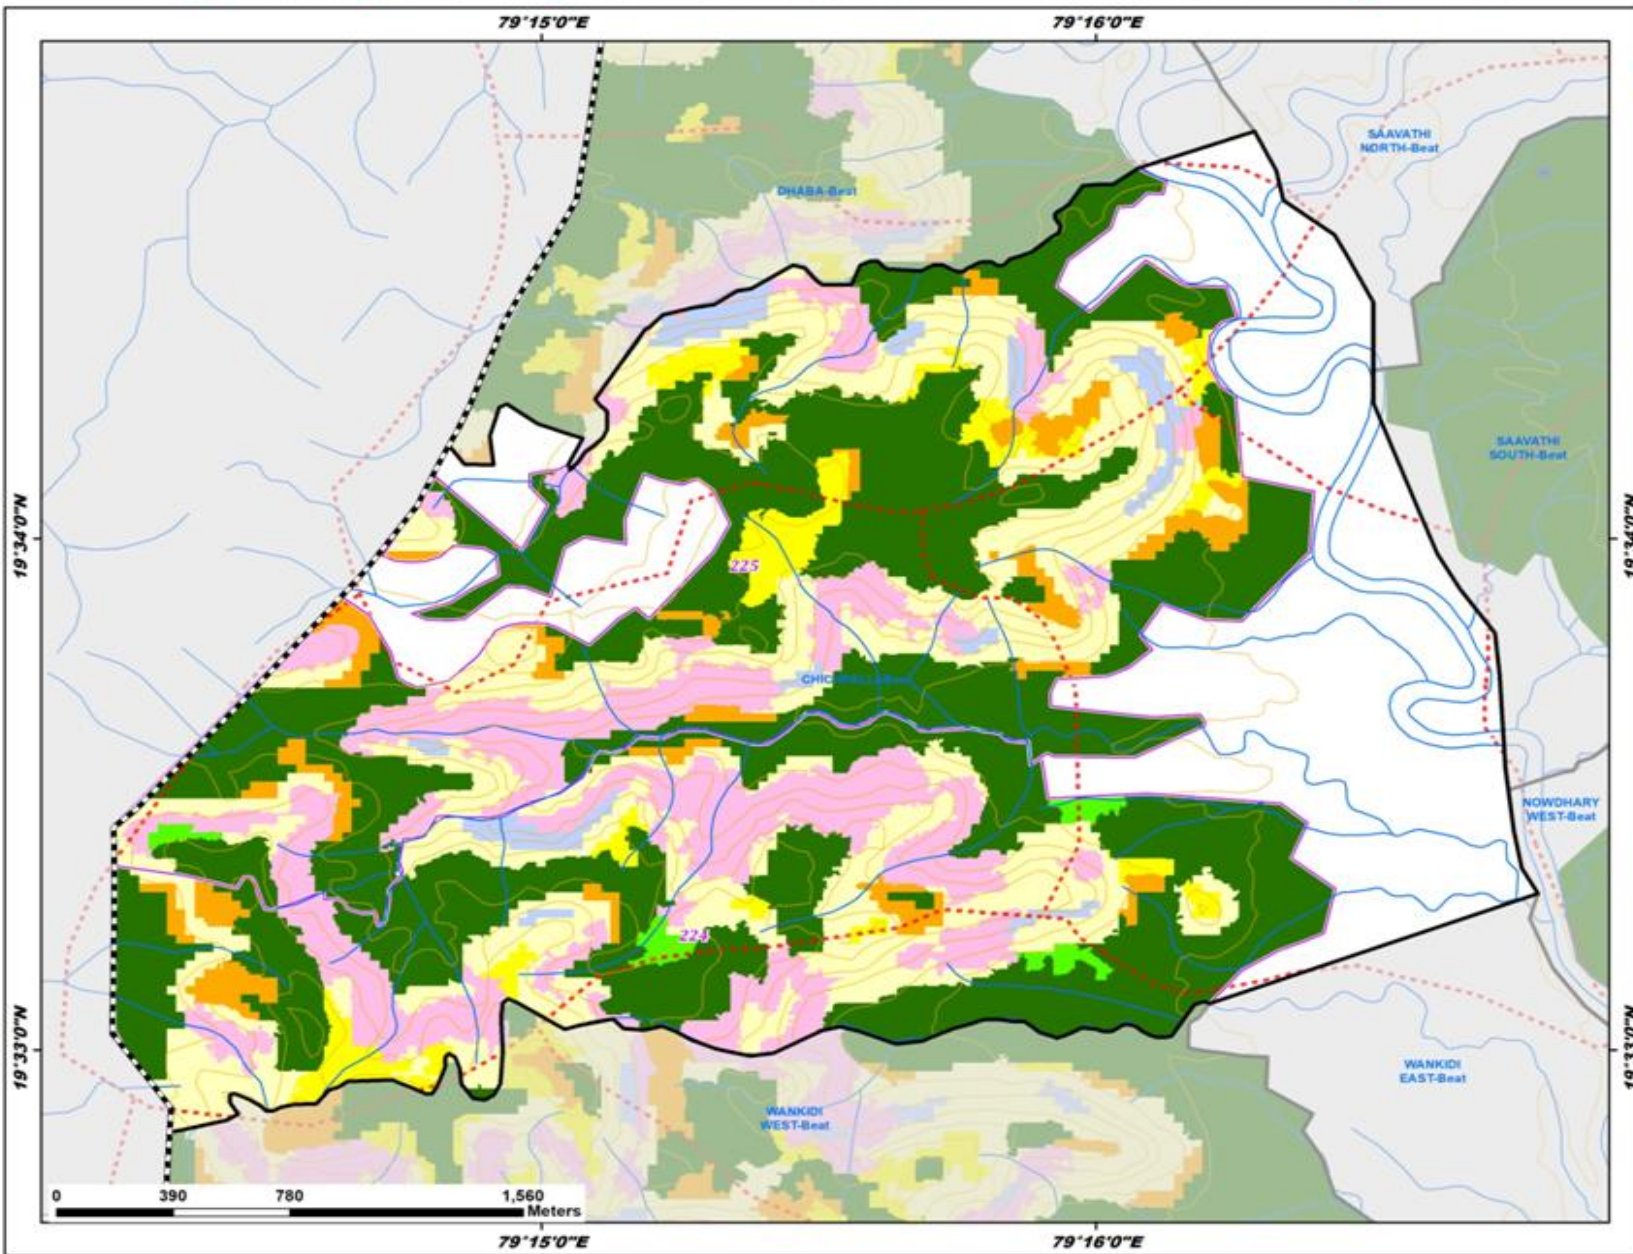 79°15'0"E
79°16'0"E
SAAVATHI
NORTH-Beat
DHABA-Beat
SAAVATHI
SOUTH-Beat
19°34'0"N
19°34'0"N
225
NOWDHARY
WEST-Beat
224
19°33'0"N
19°33'0"N
WANKIDI
EAST-Beat
WANKIDI
WEST-Beat
0
390
780
1,560
Meters
79°15'0"E
79°16'0"E